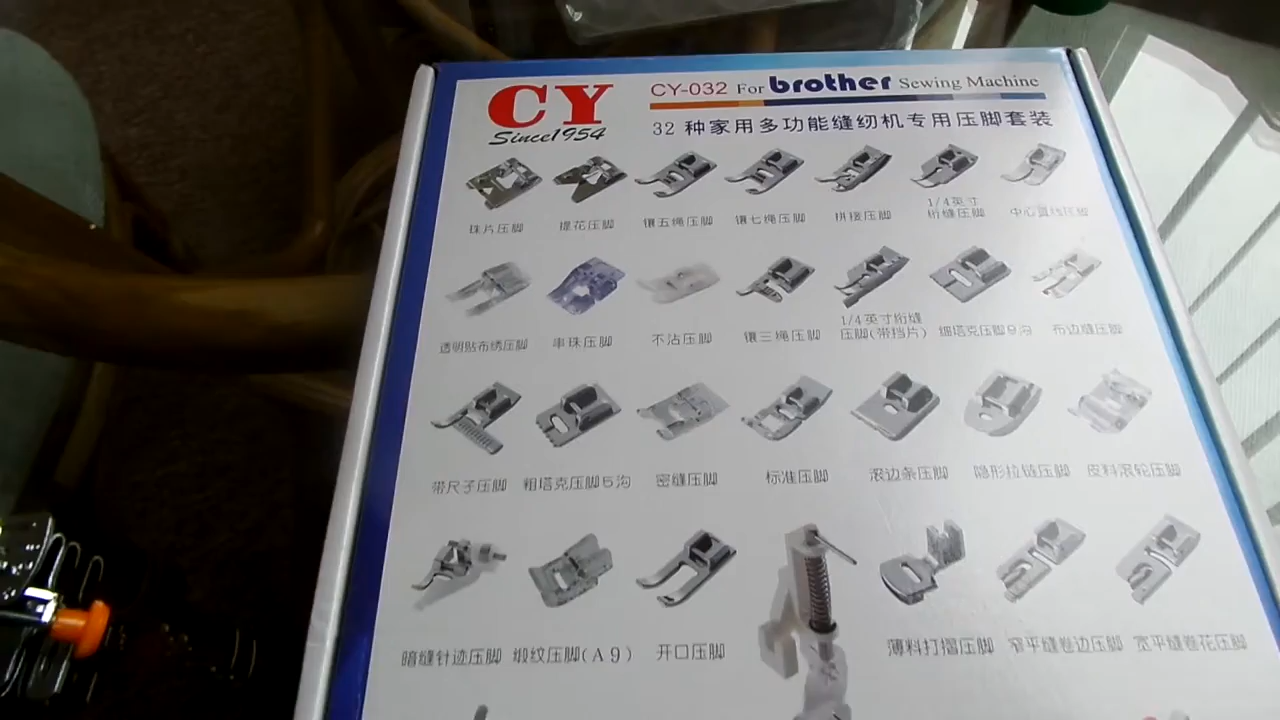 CY
Since1954
CY-032 For brother Sewing Machine
32 种家用多功能缝纫机专用压脚套装
珠片压脚 提花压脚 镶五绳压脚 镶七绳压脚 拼接压脚 1/4英寸 绗缝压脚 中心直线压脚
透明贴布绣压脚 串珠压脚 不沾压脚 镶三绳压脚 1/4英寸绗缝 压脚(带挡片) 细塔克压脚9沟 布边缝压脚
带尺子压脚 粗塔克压脚5沟 密缝压脚 标准压脚 滚边条压脚 隐形拉链压脚 皮料滚轮压脚
暗缝针迹压脚 缎纹压脚(A9) 开口压脚 薄料打摺压脚 窄平缝卷边压脚 宽平缝卷花压脚